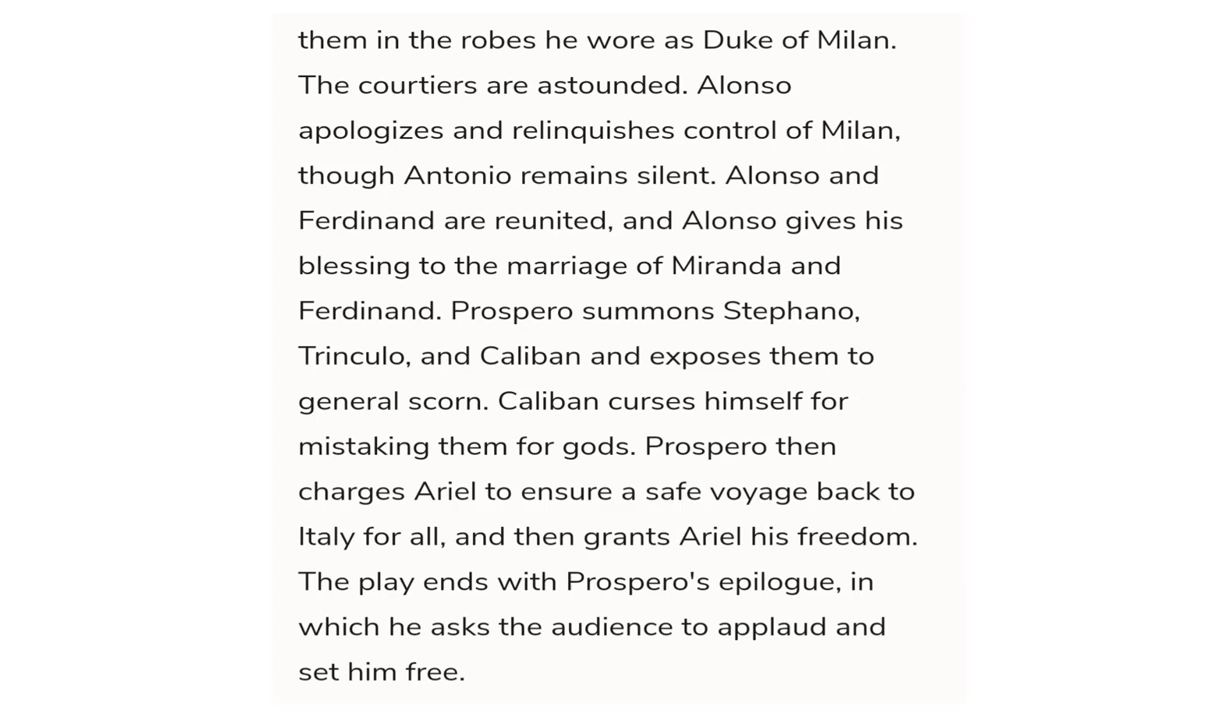 them in the robes he wore as Duke of Milan.
The courtiers are astounded. Alonso
apologizes and relinquishes control of Milan,
though Antonio remains silent. Alonso and
Ferdinand are reunited, and Alonso gives his
blessing to the marriage of Miranda and
Ferdinand. Prospero summons Stephano,
Trinculo, and Caliban and exposes them to
general scorn. Caliban curses himself for
mistaking them for gods. Prospero then
charges Ariel to ensure a safe voyage back to
Italy for all, and then grants Ariel his freedom.
The play ends with Prospero's epilogue, in
which he asks the audience to applaud and
set him free.